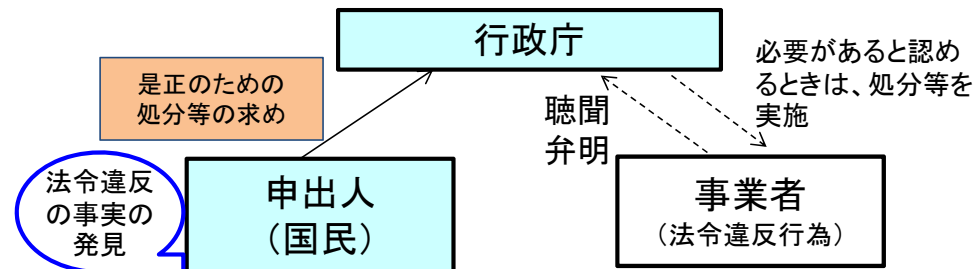 行政庁
是正のための
処分等の求め
必要があると認め
るときは、処分等を
実施
聴聞
弁明
法令違反
の事実の
発見
申出人
（国民）
事業者
（法令違反行為）